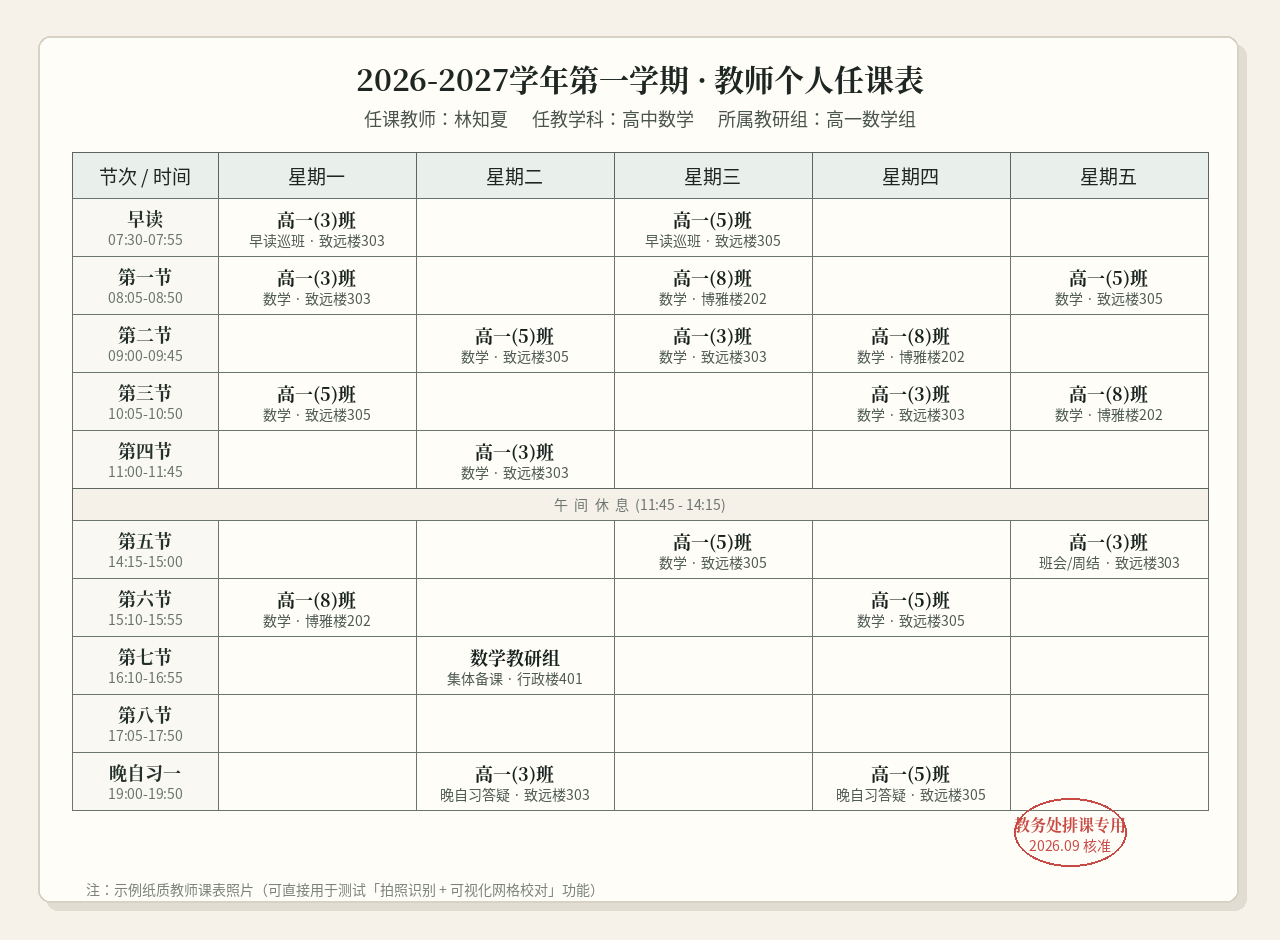 2026-2027学年第一学期 · 教师个人任课表
任课教师：林知夏 任教学科：高中数学 所属教研组：高一数学组
节次 / 时间 星期一 星期二 星期三 星期四 星期五
早读 高一(3)班 高一(5)班
07:30-07:55 早读巡班 · 致远楼303 早读巡班 · 致远楼305
第一节 高一(3)班 高一(8)班 高一(5)班
08:05-08:50 数学 · 致远楼303 数学 · 博雅楼202 数学 · 致远楼305
第二节 高一(5)班 高一(3)班 高一(8)班
09:00-09:45 数学 · 致远楼305 数学 · 致远楼303 数学 · 博雅楼202
第三节 高一(5)班 高一(3)班 高一(8)班
10:05-10:50 数学 · 致远楼305 数学 · 致远楼303 数学 · 博雅楼202
第四节 高一(3)班
11:00-11:45 数学 · 致远楼303
午 间 休 息 (11:45 - 14:15)
第五节 高一(5)班 高一(3)班
14:15-15:00 数学 · 致远楼305 班会/周结 · 致远楼303
第六节 高一(8)班 高一(5)班
15:10-15:55 数学 · 博雅楼202 数学 · 致远楼305
第七节 数学教研组
16:10-16:55 集体备课 · 行政楼401
第八节
17:05-17:50
晚自习一 高一(3)班 高一(5)班
19:00-19:50 晚自习答疑 · 致远楼303 晚自习答疑 · 致远楼305
教务处排课专用
2026.09 核准
注：示例纸质教师课表照片（可直接用于测试「拍照识别 + 可视化网格校对」功能）